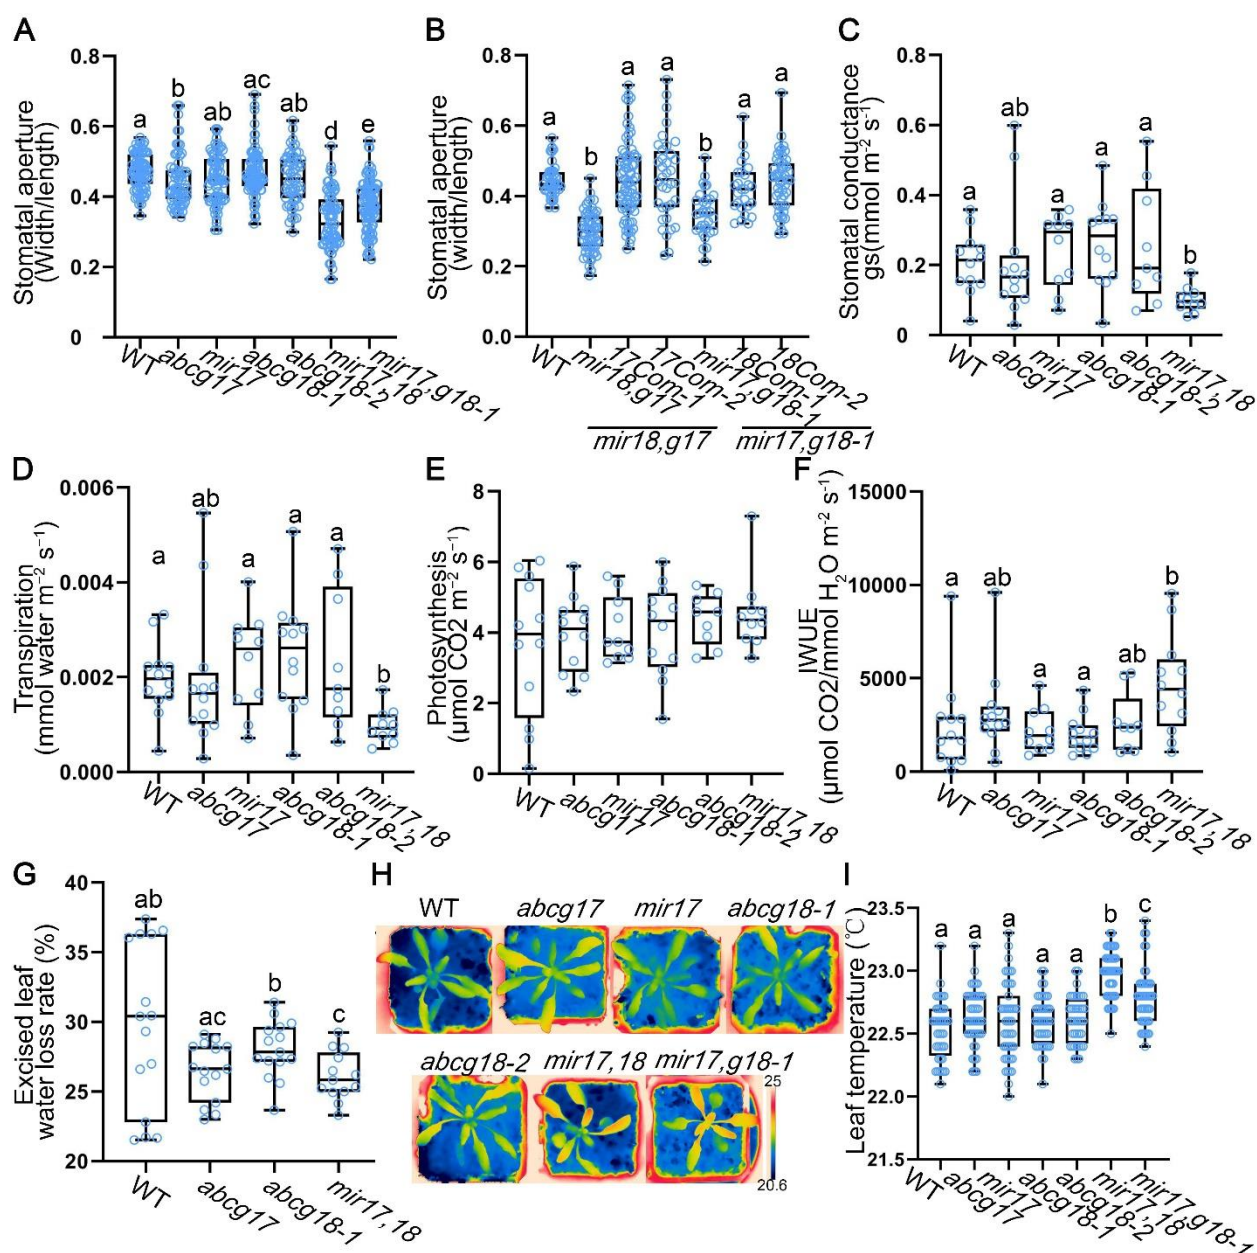 A
Stomatal aperture
(Width/length)
0.8
0.6
0.4
0.2
0
a
b
ab
ac
ab
d
e
WT
abcg17
mir17
abcg18-1
abcg18-2
mir17,18
mir17,g18-1
B
Stomatal aperture
(width/length)
0.8
0.6
0.4
0.2
0.0
a
b
a
a
b
a
a
WT
mir18,g17
17Com-1
17Com-2
mir17,g18-1
18Com-1
18Com-2
mir18,g17
mir17,g18-1
C
Stomatal conductance
gs(mmol m⁻² s⁻¹)
0.8
0.6
0.4
0.2
0
a
ab
a
a
a
b
WT
abcg17
mir17
abcg18-1
abcg18-2
mir17,18
D
Transpiration
(mmol water m⁻² s⁻¹)
0.006
0.004
0.002
0.000
a
ab
a
a
a
b
WT
abcg17
mir17
abcg18-1
abcg18-2
mir17,18
E
Photosynthesis
(µmol CO2 m⁻² s⁻¹)
8
6
4
2
0
WT
abcg17
mir17
abcg18-1
abcg18-2
mir17,18
F
IWUE
(µmol CO2/mmol H₂O m⁻² s⁻¹)
15000
10000
5000
0
a
ab
a
a
ab
b
WT
abcg17
mir17
abcg18-1
abcg18-2
mir17,18
G
Excised leaf
water loss rate (%)
40
35
30
25
20
ab
ac
b
c
WT
abcg17
abcg18-1
mir17,18
H
WT
abcg17
mir17
abcg18-1
abcg18-2
mir17,18
mir17,g18-1
25
20.6
I
Leaf temperature (℃)
23.5
23.0
22.5
22.0
21.5
a
a
a
a
a
b
c
WT
abcg17
mir17
abcg18-1
abcg18-2
mir17,18
mir17,g18-1